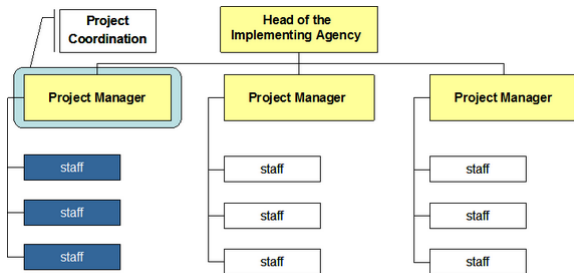 Project
Coordination
Head of the
Implementing Agency
Project Manager
Project Manager
Project Manager
staff
staff
staff
staff
staff
staff
staff
staff
staff